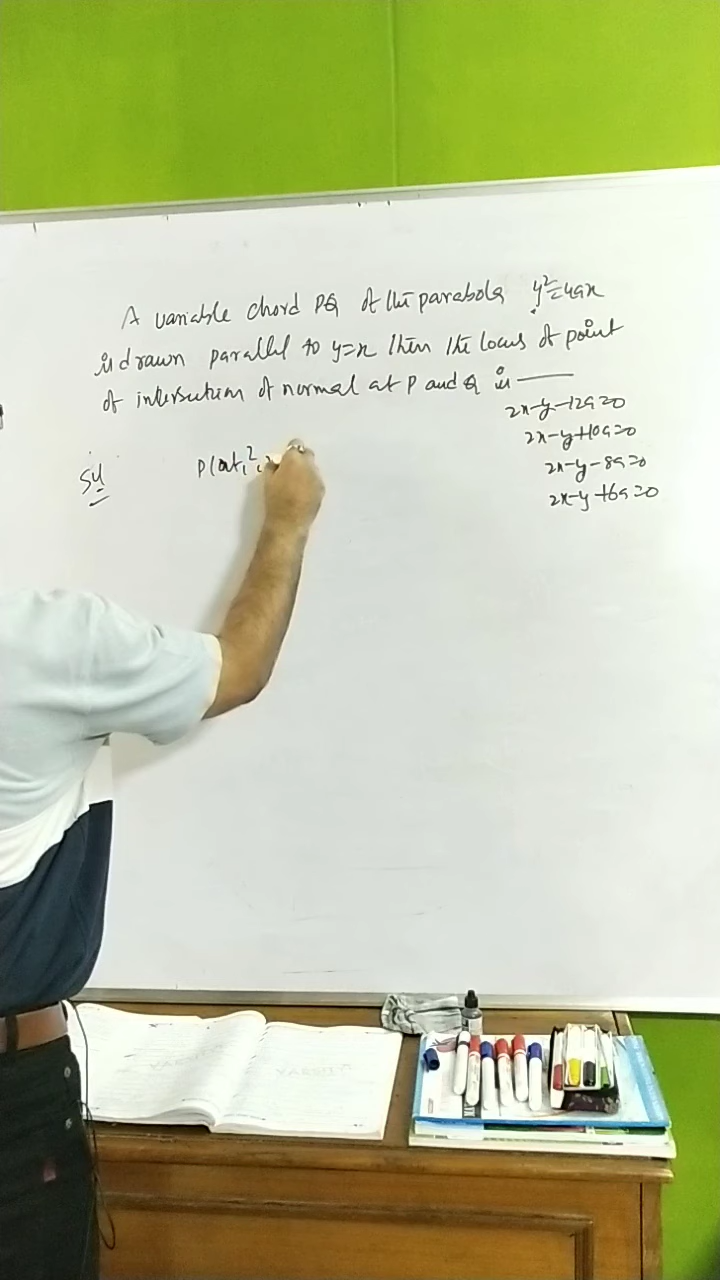 A variable chord PQ of the parabola y²=4ax
is drawn parallel to y=x then the locus of point
of intersection of normal at P and Q is ——
2x-y-12a=0
2x-y+10a=0
2x-y-8a=0
2x-y+6a=0
Sol
P(at₁²,